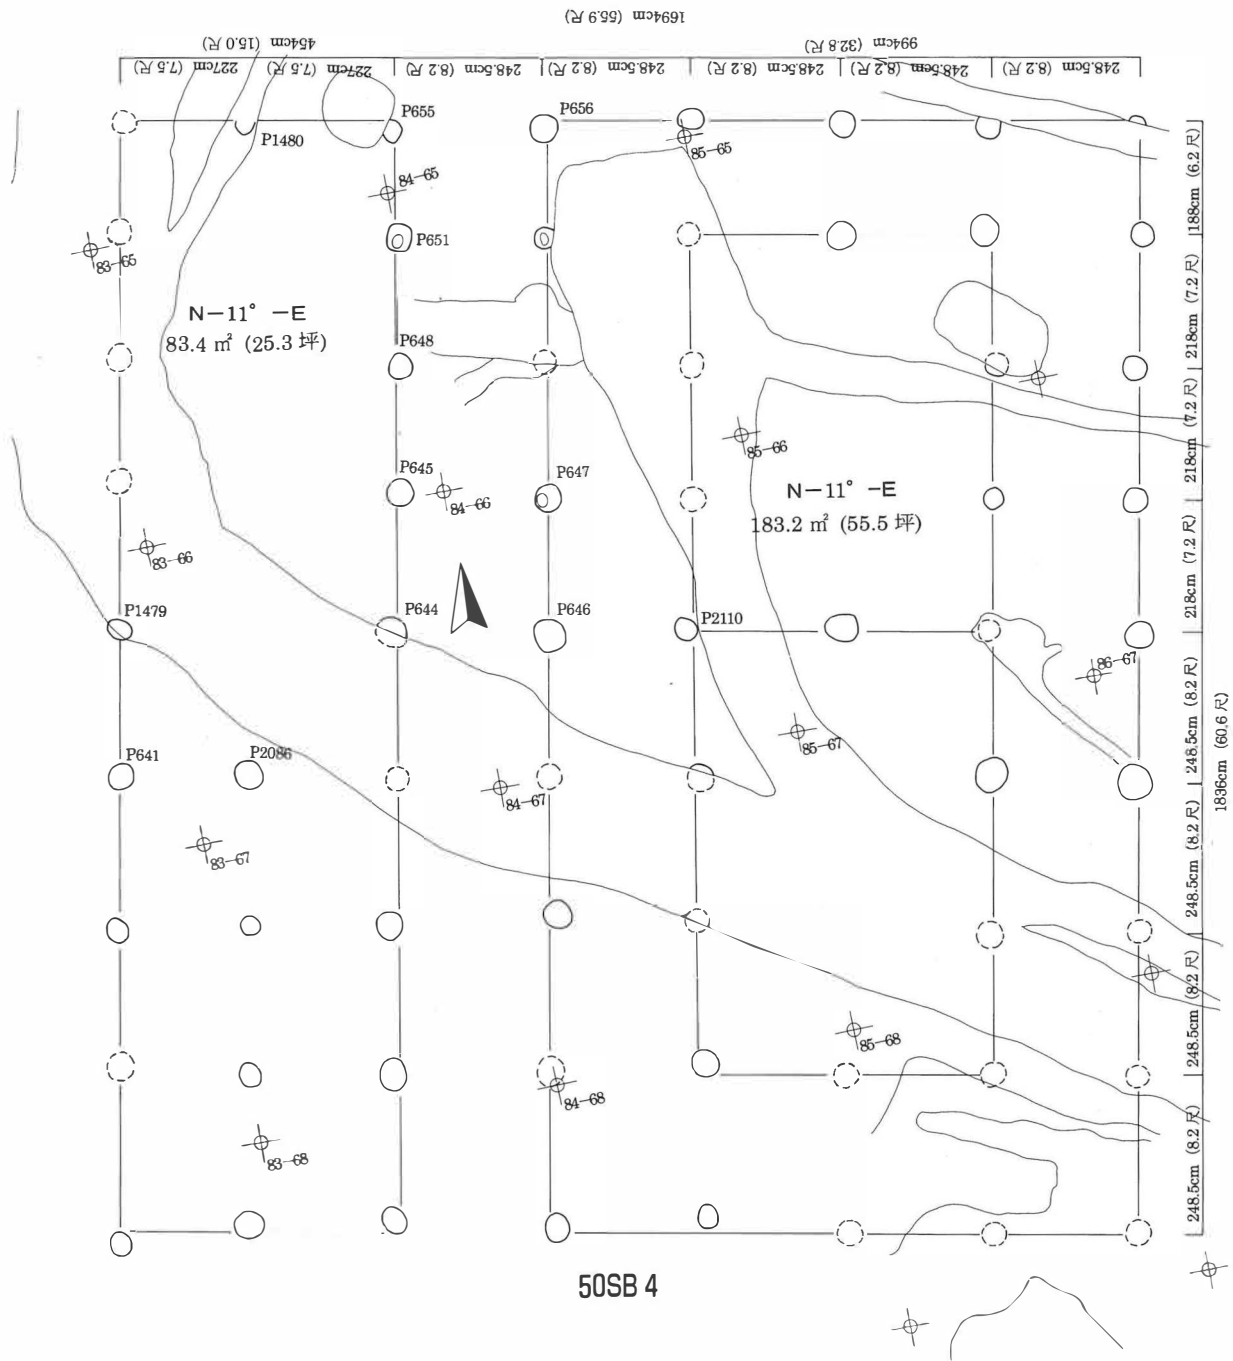 1694cm (55.9 尺)
454cm (15.0 尺)
994cm (32.8 尺)
227cm (7.5 尺)
227cm (7.5 尺)
248.5cm (8.2 尺)
248.5cm (8.2 尺)
248.5cm (8.2 尺)
248.5cm (8.2 尺)
248.5cm (8.2 尺)
P655
P656
P1480
85-65
84-65
188cm (6.2 尺)
P651
83-65
N-11° -E
83.4 ㎡ (25.3 坪)
218cm (7.2 尺)
P648
218cm (7.2 尺)
85-66
P645
P647
84-66
N-11° -E
183.2 ㎡ (55.5 坪)
83-66
218cm (7.2 尺)
P1479
P644
P646
P2110
86-67
248.5cm (8.2 尺)
1836cm (60.6 尺)
P641
P2086
85-67
84-67
83-67
248.5cm (8.2 尺)
248.5cm (8.2 尺)
85-68
84-68
83-68
248.5cm (8.2 尺)
50SB 4